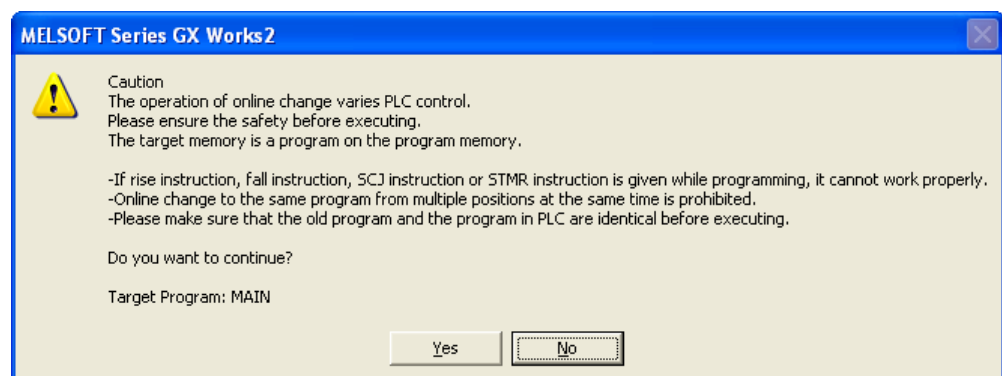 MELSOFT Series GX Works2
Caution
The operation of online change varies PLC control.
Please ensure the safety before executing.
The target memory is a program on the program memory.
-If rise instruction, fall instruction, SCJ instruction or STMR instruction is given while programming, it cannot work properly.
-Online change to the same program from multiple positions at the same time is prohibited.
-Please make sure that the old program and the program in PLC are identical before executing.
Do you want to continue?
Target Program: MAIN
Yes No